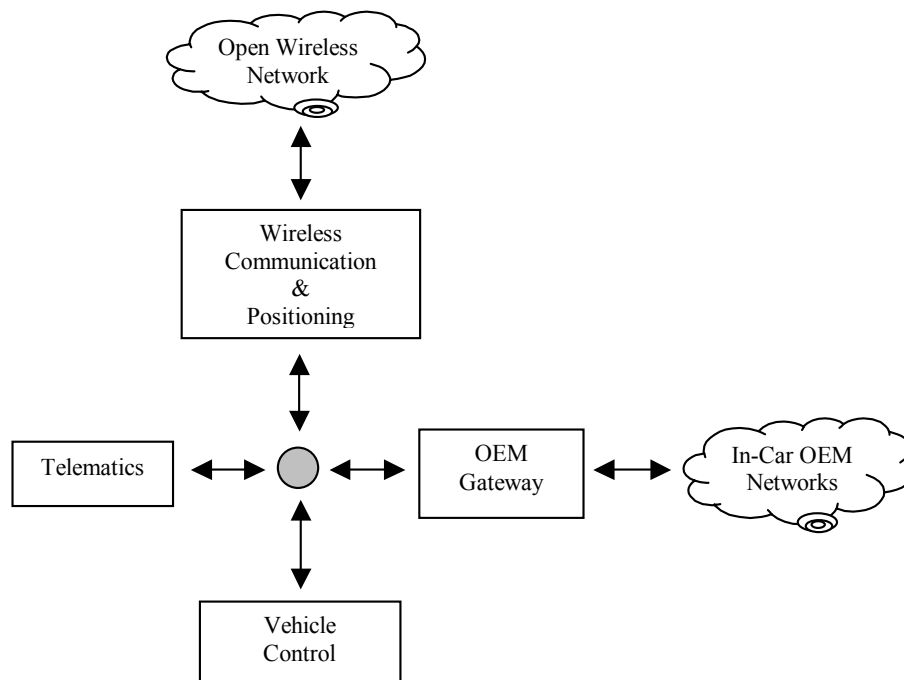 Open Wireless
Network
Wireless
Communication
&
Positioning
Telematics
OEM
Gateway
In-Car OEM
Networks
Vehicle
Control